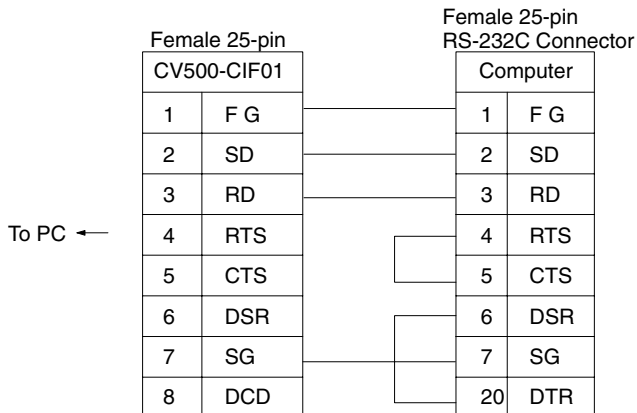 Female 25-pin
Female 25-pin
RS-232C Connector
CV500-CIF01
Computer
1 F G 1 F G
2 SD 2 SD
3 RD 3 RD
To PC 4 RTS 4 RTS
5 CTS 5 CTS
6 DSR 6 DSR
7 SG 7 SG
8 DCD 20 DTR